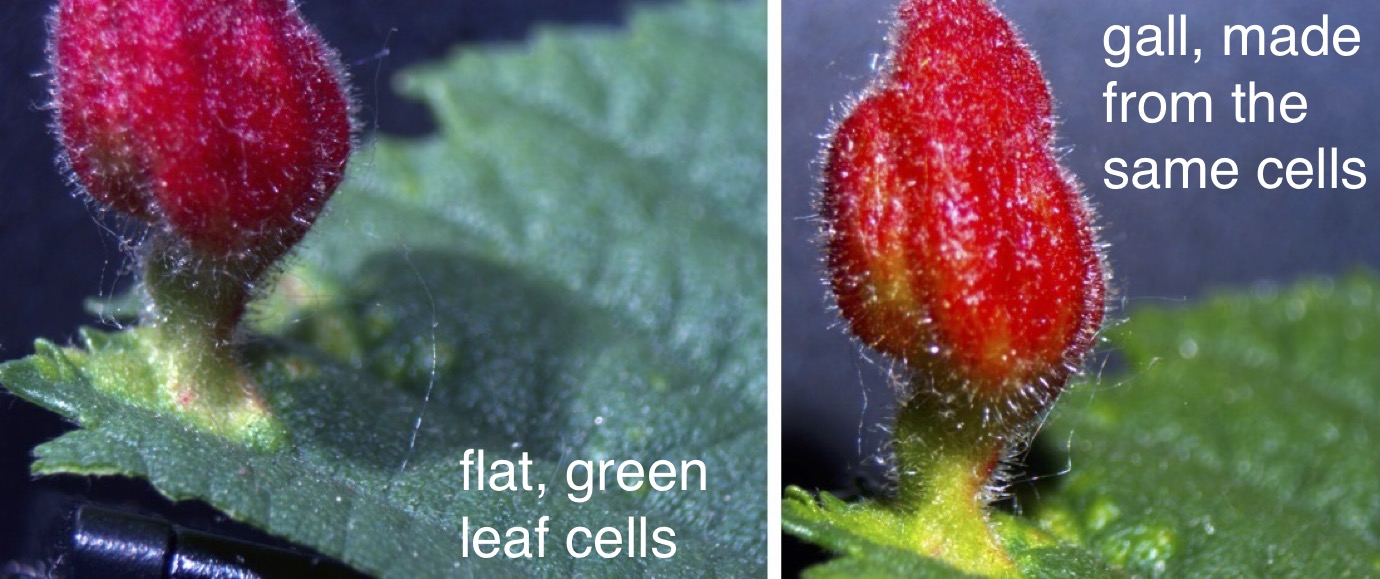 flat, green
leaf cells
gall, made
from the
same cells